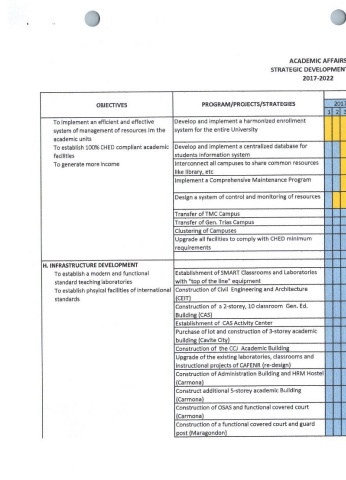 ACADEMIC AFFAIRS
STRATEGIC DEVELOPMENT
2017-2022
OBJECTIVES
PROGRAM/PROJECTS/STRATEGIES
2017
1 2 3
To implement an efficient and effective
system of management of resources im the
academic units
To establish 100% CHED compliant academic
facilities
To generate more income
Develop and implement a harmonized enrollment
system for the entire University
Develop and implement a centralized database for
students information system
Interconnect all campuses to share common resources
like library, etc
Implement a Comprehensive Maintenance Program
Design a system of control and monitoring of resources
Transfer of TMC Campus
Transfer of Gen. Trias Campus
Clustering of Campuses
Upgrade all facilities to comply with CHED minimum
requirements
H. INFRASTRUCTURE DEVELOPMENT
To establish a modern and functional
standard teaching laboratories
To establish physical facilities of international
standards
Establishment of SMART Classrooms and Laboratories
with "top of the line" equipment
Construction of Civil Engineering and Architecture
(CEIT)
Construction of a 2-storey, 10 classroom Gen. Ed.
Building (CAS)
Establishment of CAS Activity Center
Purchase of lot and construction of 3-storey academic
building (Cavite City)
Construction of the CCJ Academic Building
Upgrade of the existing laboratories, classrooms and
instructional projects of CAFENR (re-design)
Construction of Administration Building and HRM Hostel
(Carmona)
Construct additional 5-storey academic Building
(Carmona)
Construction of OSAS and functional covered court
(Carmona)
Construction of a functional covered court and guard
post (Maragondon)